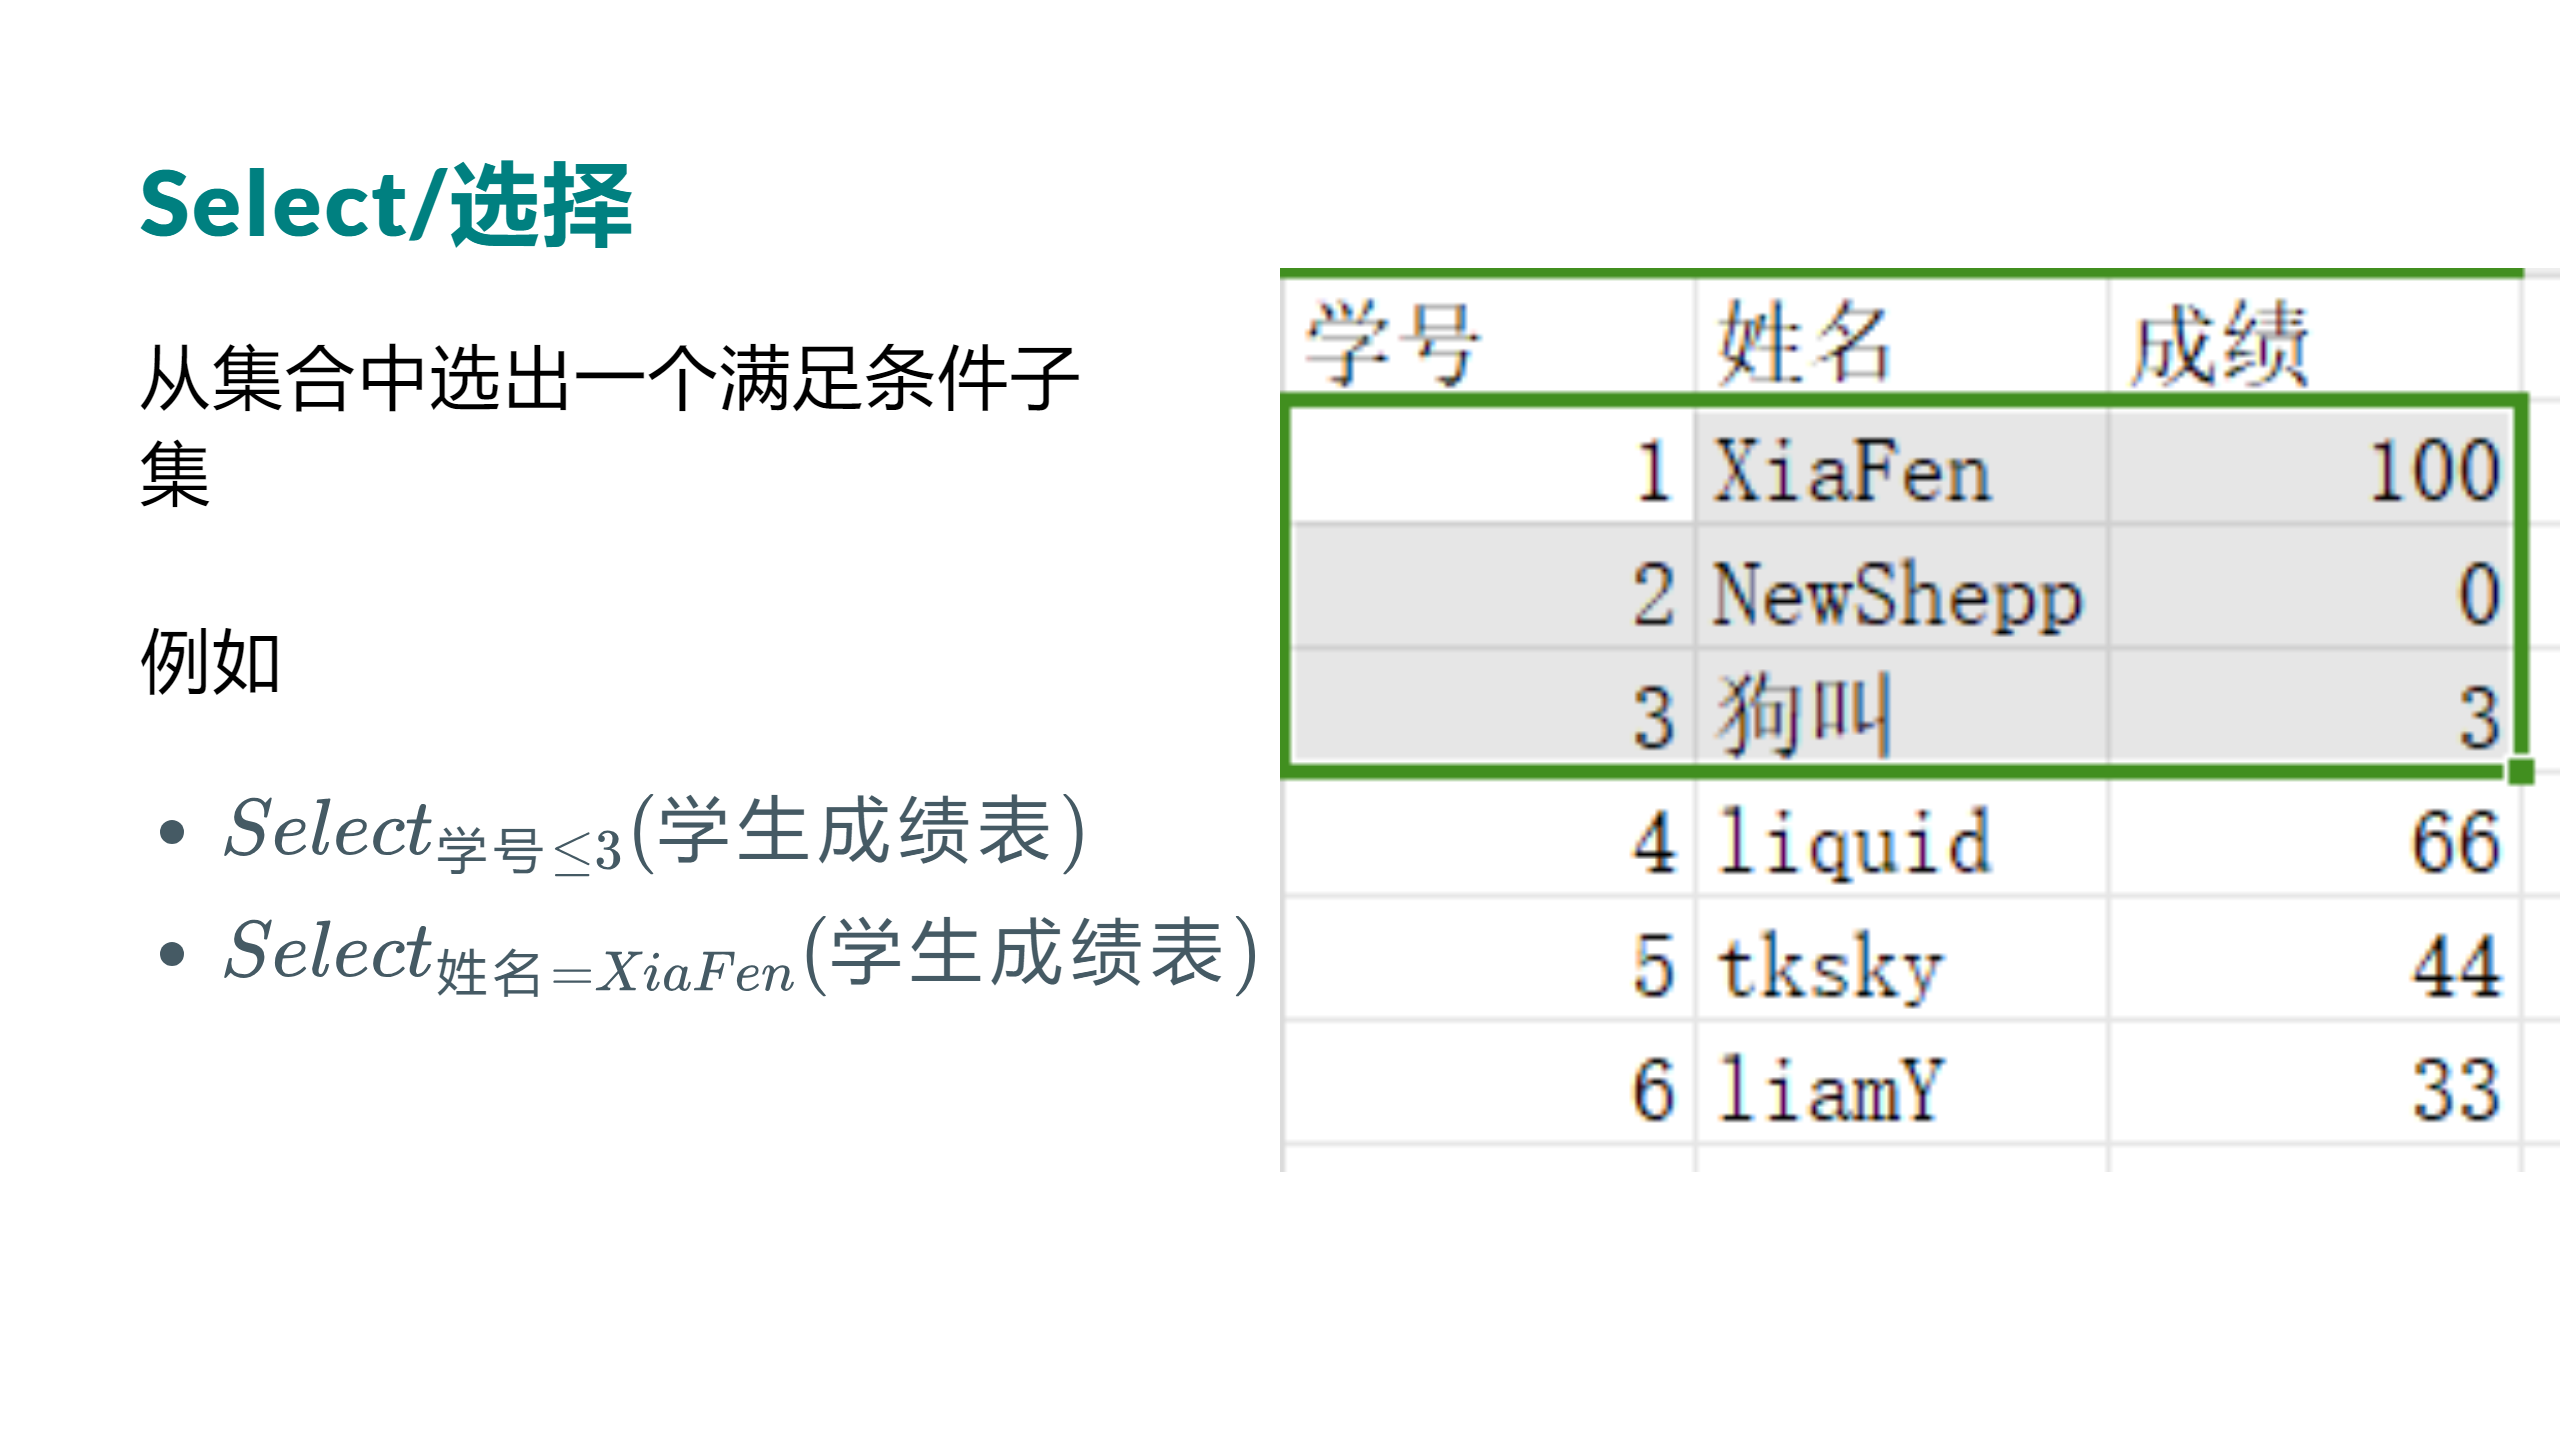 Select/选择
从集合中选出一个满足条件子
集
例如
• Select学号≤3(学生成绩表)
• Select姓名=XiaFen(学生成绩表)
学号 姓名 成绩
1 XiaFen 100
2 NewShepp 0
3 狗叫 3
4 liquid 66
5 tksky 44
6 liamY 33